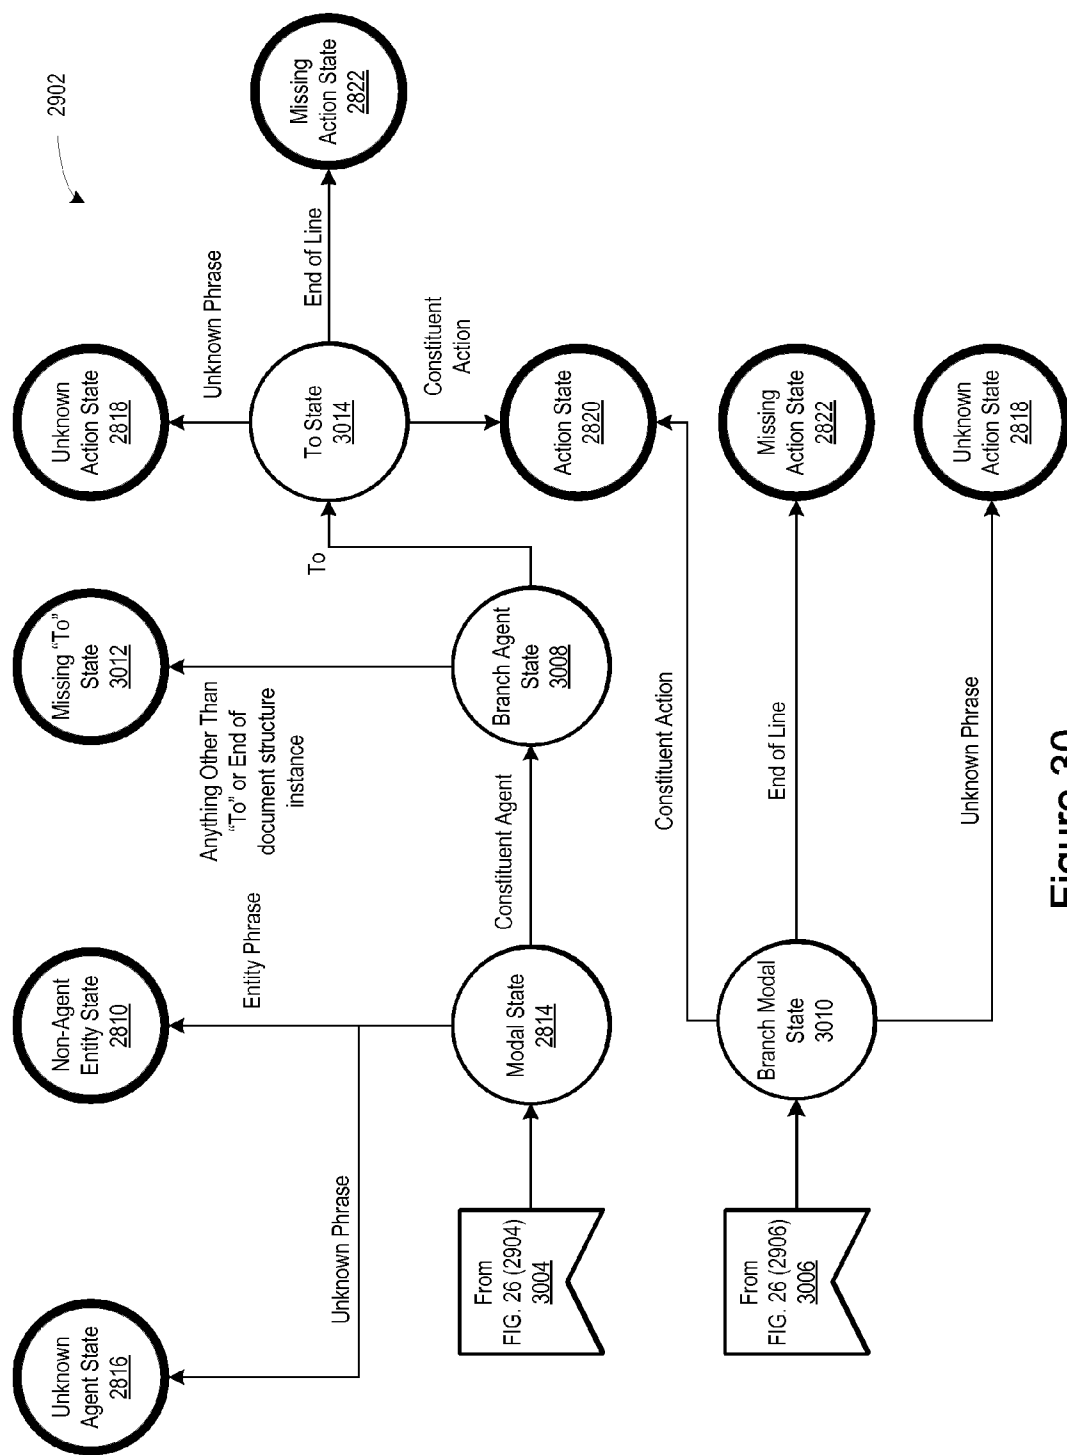 2902
Unknown
Agent State
2816
Non-Agent
Entity State
2810
Missing “To”
State
3012
Unknown
Action State
2818
Unknown Phrase
Entity Phrase
Anything Other Than
“To” or End of
document structure
instance
Unknown Phrase
To
To State
3014
End of Line
Missing
Action State
2822
From
FIG. 26 (2904)
3004
Modal State
2814
Constituent Agent
Branch Agent
State
3008
Constituent
Action
Action State
2820
Constituent Action
From
FIG. 26 (2906)
3006
Branch Modal
State
3010
End of Line
Missing
Action State
2822
Unknown Phrase
Unknown
Action State
2818
Figure 30